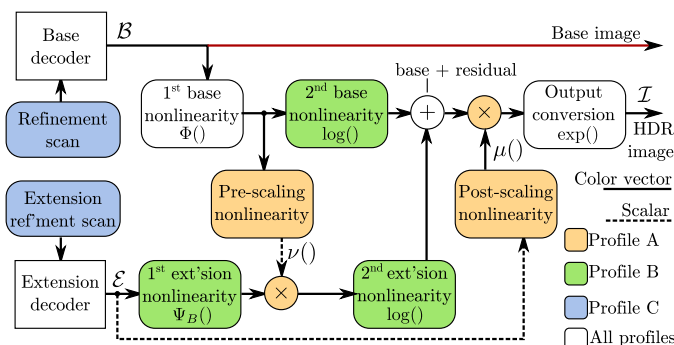 Base
decoder
B
Base image
Refinement
scan
1st base
nonlinearity
Φ()
2nd base
nonlinearity
log()
base + residual
+
×
μ()
Output
conversion
exp()
I
HDR
image
Extension
ref'ment scan
Pre-scaling
nonlinearity
ν()
Post-scaling
nonlinearity
Color vector
Scalar
Extension
decoder
E
1st ext'sion
nonlinearity
ΨB()
×
2nd ext'sion
nonlinearity
log()
Profile A
Profile B
Profile C
All profiles